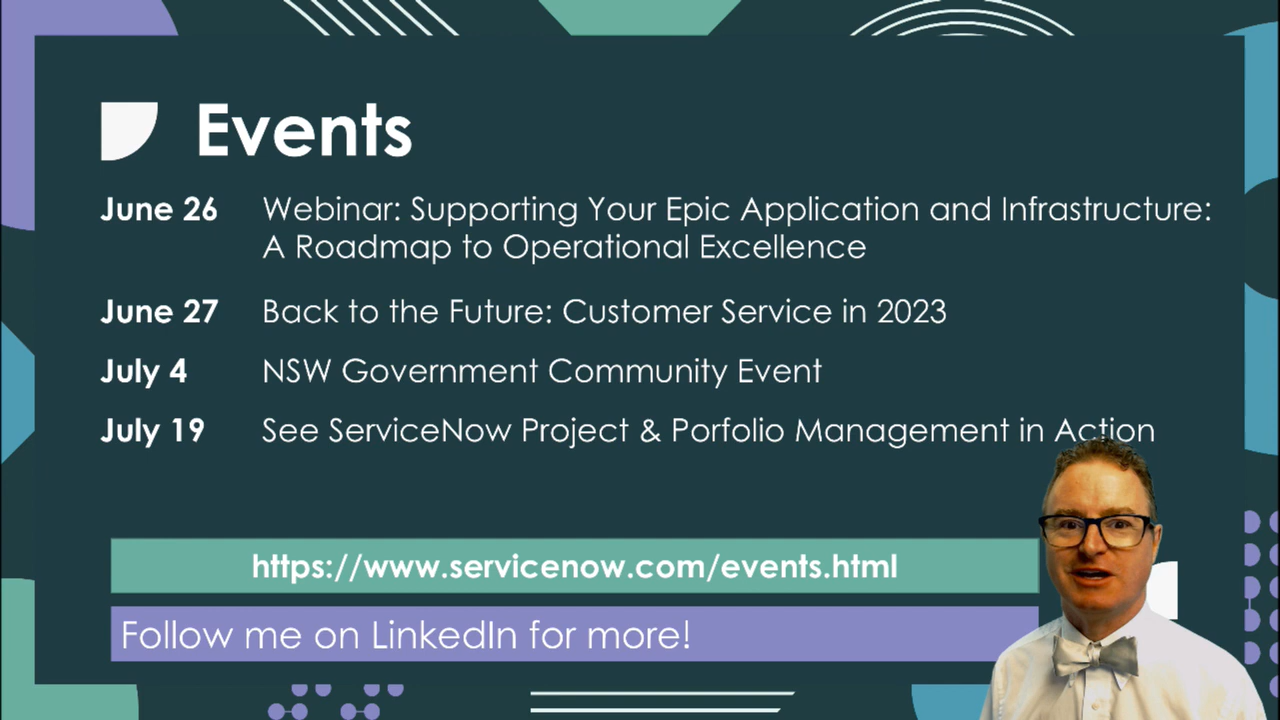 Events
June 26 Webinar: Supporting Your Epic Application and Infrastructure:
A Roadmap to Operational Excellence
June 27 Back to the Future: Customer Service in 2023
July 4 NSW Government Community Event
July 19 See ServiceNow Project & Porfolio Management in Action
https://www.servicenow.com/events.html
Follow me on LinkedIn for more!